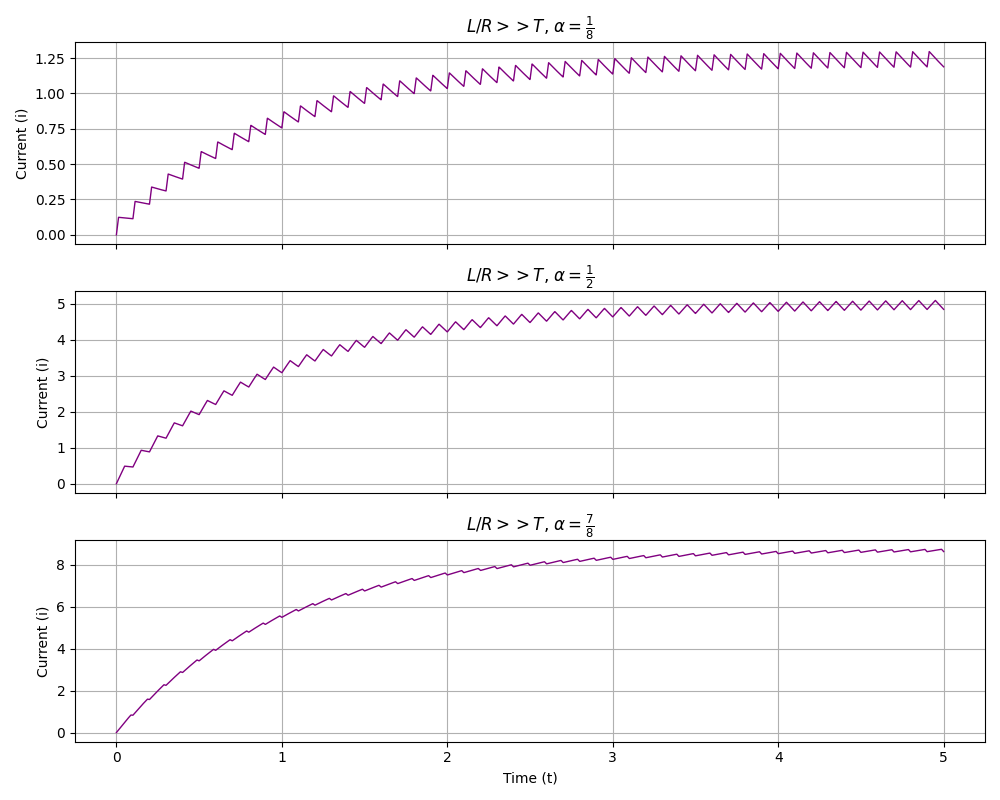 L/R >> T, α = 1/8
1.25
1.00
0.75
0.50
0.25
0.00
Current (i)
L/R >> T, α = 1/2
5
4
3
2
1
0
Current (i)
L/R >> T, α = 7/8
8
6
4
2
0
Current (i)
0 1 2 3 4 5
Time (t)